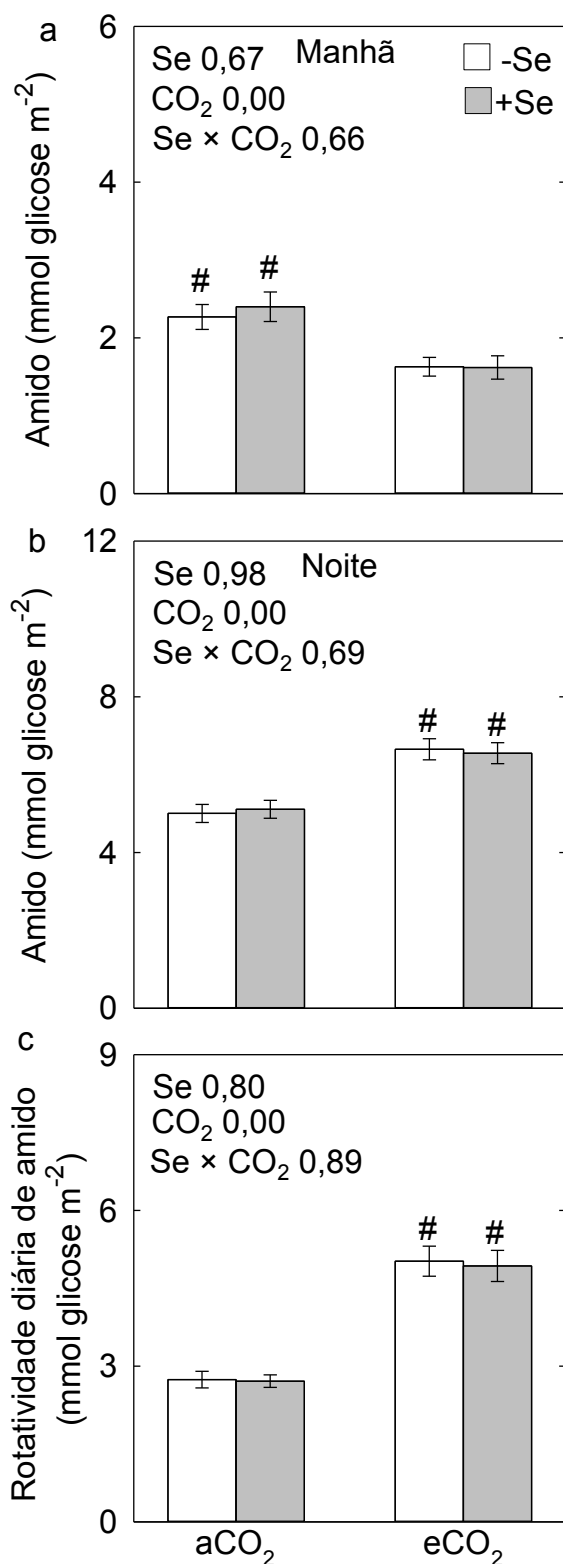 a
6
4
2
0
Amido (mmol glicose m⁻²)
Se 0,67
Manhã
CO₂ 0,00
Se × CO₂ 0,66
-Se
+Se
# #
b
12
8
4
0
Amido (mmol glicose m⁻²)
Se 0,98
Noite
CO₂ 0,00
Se × CO₂ 0,69
# #
c
9
6
3
0
Rotatividade diária de amido
(mmol glicose m⁻²)
Se 0,80
CO₂ 0,00
Se × CO₂ 0,89
# #
aCO₂ eCO₂